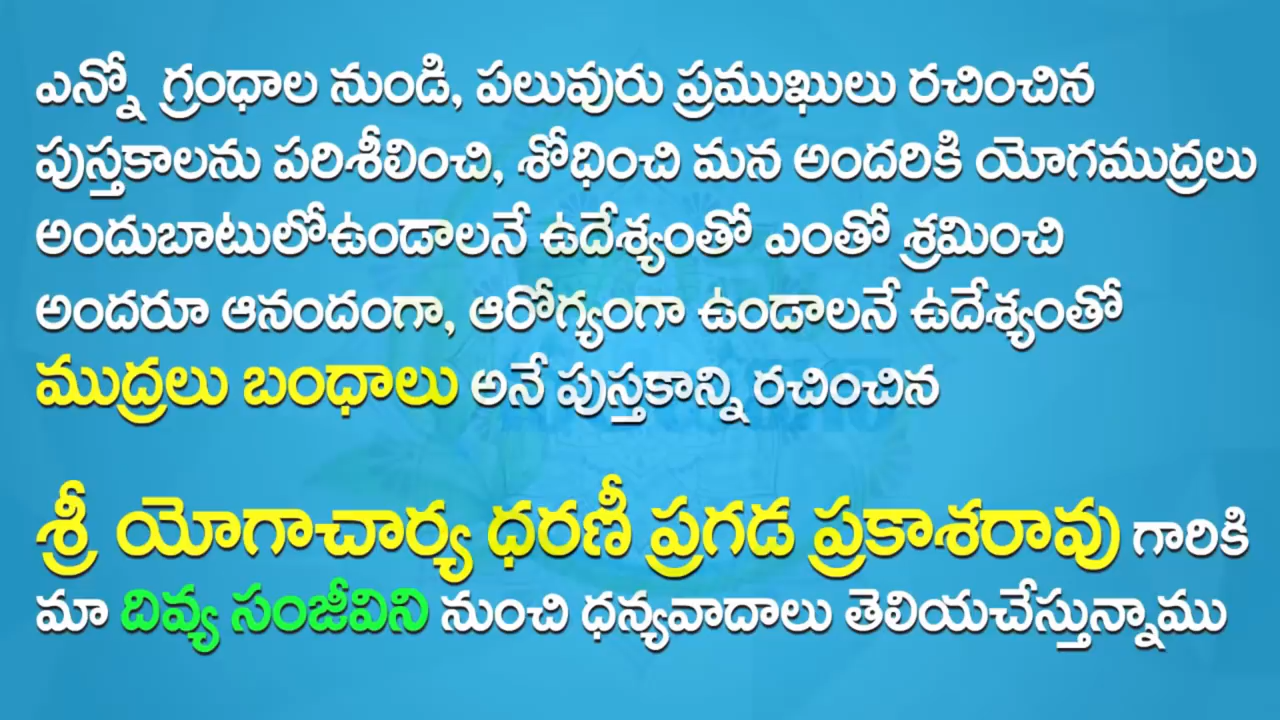 ఎన్నో గ్రంధాల నుండి, పలువురు ప్రముఖులు రచించిన
పుస్తకాలను పరిశీలించి, శోధించి మన అందరికి యోగముద్రలు
అందుబాటులోఉండాలనే ఉదేశ్యంతో ఎంతో శ్రమించి
అందరూ ఆనందంగా, ఆరోగ్యంగా ఉండాలనే ఉదేశ్యంతో
ముద్రలు బంధాలు అనే పుస్తకాన్ని రచించిన
శ్రీ యోగాచార్య ధరణీ ప్రగడ ప్రకాశరావు గారికి
మా దివ్య సంజీవిని నుంచి ధన్యవాదాలు తెలియచేస్తున్నాము